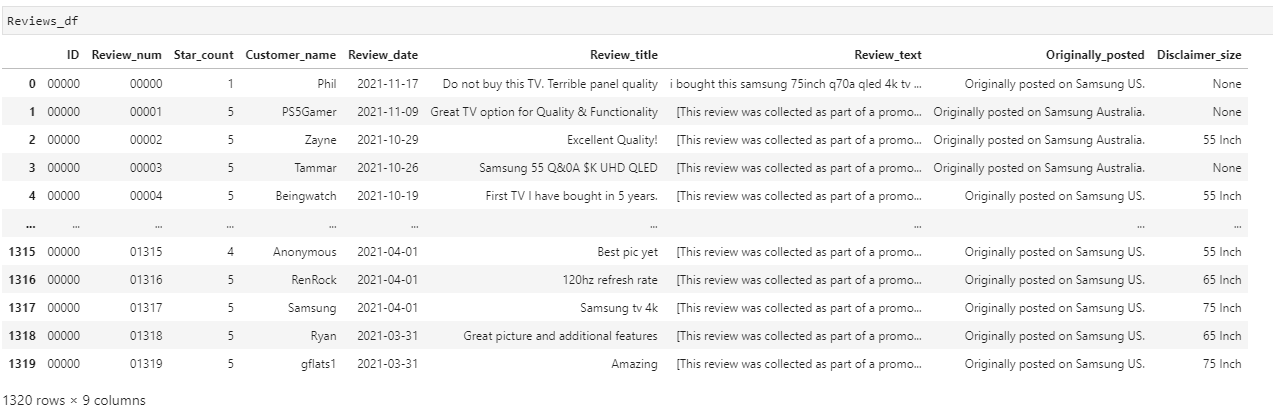 Reviews_df
ID Review_num Star_count Customer_name Review_date Review_title Review_text Originally_posted Disclaimer_size
0 00000 00000 1 Phil 2021-11-17 Do not buy this TV. Terrible panel quality i bought this samsung 75inch q70a qled 4k tv ... Originally posted on Samsung US. None
1 00000 00001 5 PS5Gamer 2021-11-09 Great TV option for Quality & Functionality [This review was collected as part of a promo... Originally posted on Samsung Australia. None
2 00000 00002 5 Zayne 2021-10-29 Excellent Quality! [This review was collected as part of a promo... Originally posted on Samsung Australia. 55 Inch
3 00000 00003 5 Tammar 2021-10-26 Samsung 55 Q&0A $K UHD QLED [This review was collected as part of a promo... Originally posted on Samsung Australia. None
4 00000 00004 5 Beingwatch 2021-10-19 First TV I have bought in 5 years. [This review was collected as part of a promo... Originally posted on Samsung US. 55 Inch
... ... ... ... ... ... ... ... ... ...
1315 00000 01315 4 Anonymous 2021-04-01 Best pic yet [This review was collected as part of a promo... Originally posted on Samsung US. 55 Inch
1316 00000 01316 5 RenRock 2021-04-01 120hz refresh rate [This review was collected as part of a promo... Originally posted on Samsung US. 65 Inch
1317 00000 01317 5 Samsung 2021-04-01 Samsung tv 4k [This review was collected as part of a promo... Originally posted on Samsung US. 75 Inch
1318 00000 01318 5 Ryan 2021-03-31 Great picture and additional features [This review was collected as part of a promo... Originally posted on Samsung US. 65 Inch
1319 00000 01319 5 gflats1 2021-03-31 Amazing [This review was collected as part of a promo... Originally posted on Samsung US. 75 Inch
1320 rows × 9 columns